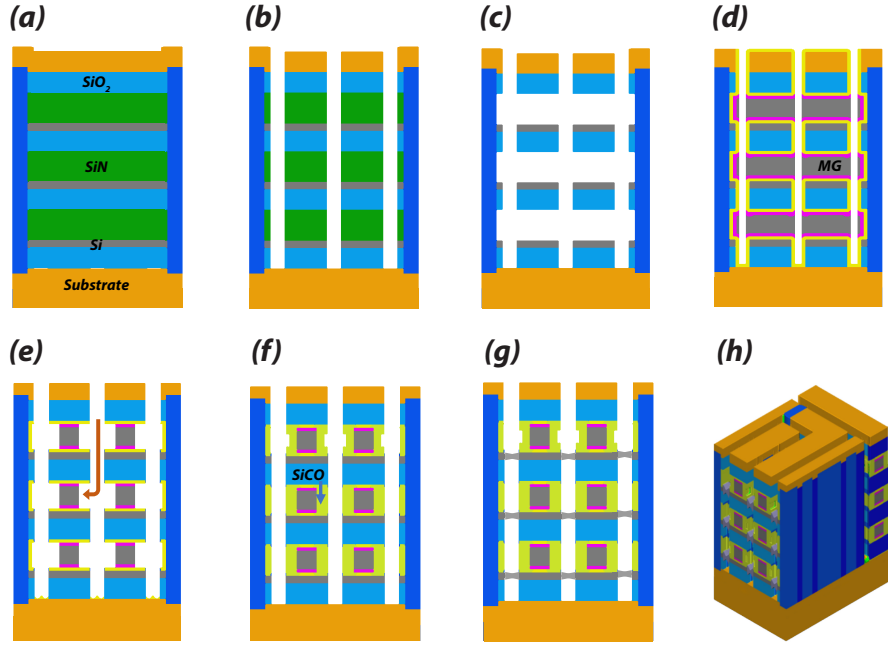 (a)
(b)
(c)
(d)
SiO2
SiN
Si
Substrate
MG
(e)
(f)
(g)
(h)
SiCO